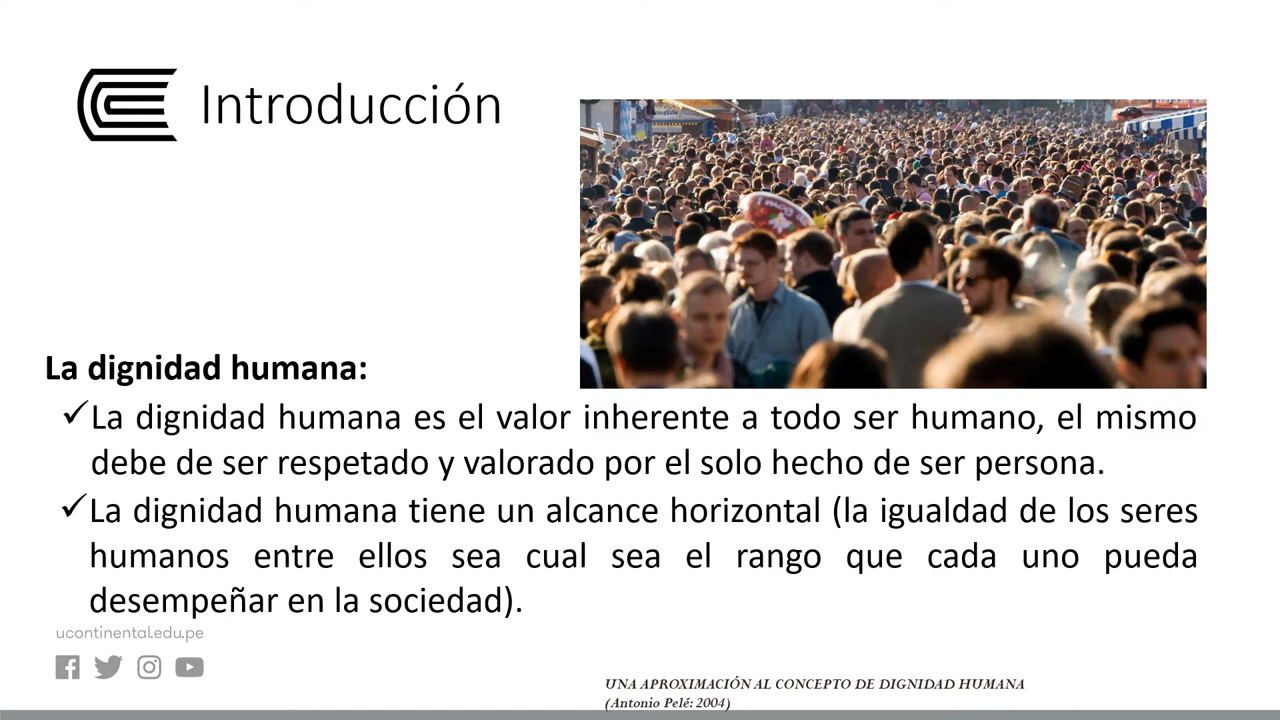 Introducción
La dignidad humana:
✓La dignidad humana es el valor inherente a todo ser humano, el mismo
debe de ser respetado y valorado por el solo hecho de ser persona.
✓La dignidad humana tiene un alcance horizontal (la igualdad de los seres
humanos entre ellos sea cual sea el rango que cada uno pueda
desempeñar en la sociedad).
ucontinental.edu.pe
UNA APROXIMACIÓN AL CONCEPTO DE DIGNIDAD HUMANA
(Antonio Pelé: 2004)